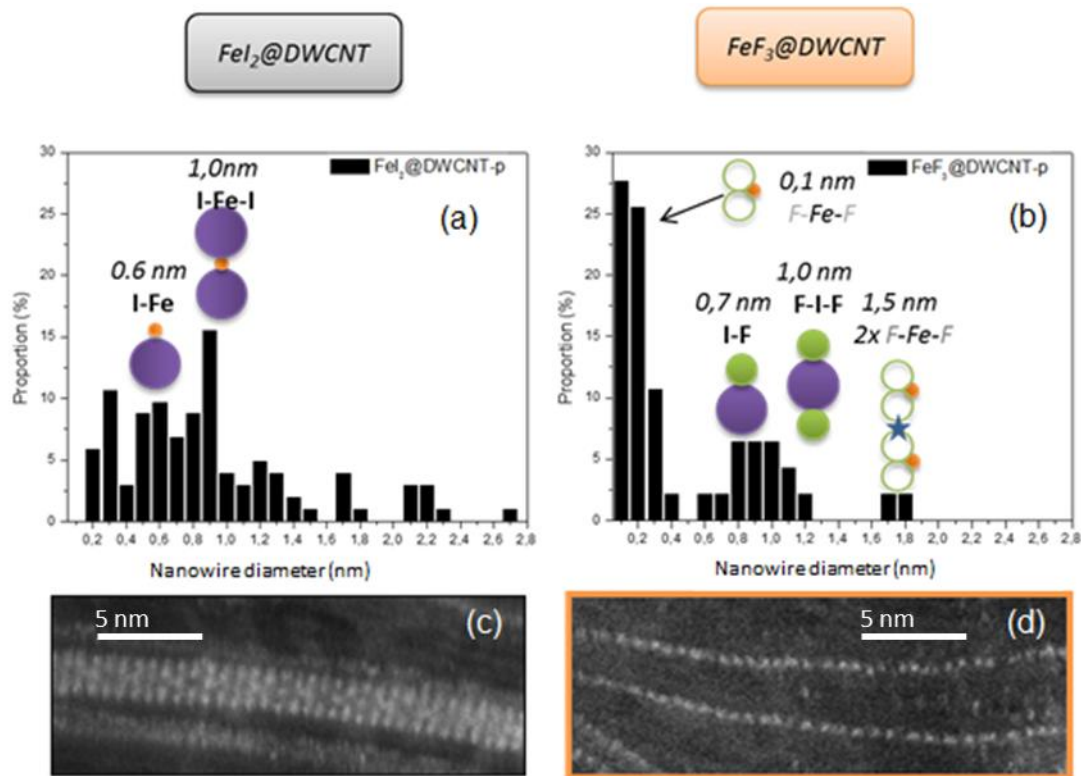 FeI₂@DWCNT
FeF₃@DWCNT
30
25
20
15
10
5
0
Proportion (%)
FeI₂@DWCNT-p
(a)
1,0nm
I-Fe-I
0.6 nm
I-Fe
0,2 0,4 0,6 0,8 1,0 1,2 1,4 1,6 1,8 2,0 2,2 2,4 2,6 2,8
Nanowire diameter (nm)
30
25
20
15
10
5
0
Proportion (%)
FeF₃@DWCNT-p
(b)
0,1 nm
F-Fe-F
0,7 nm
I-F
1,0 nm
F-I-F
1,5 nm
2x F-Fe-F
0,2 0,4 0,6 0,8 1,0 1,2 1,4 1,6 1,8 2,0 2,2 2,4 2,6 2,8
Nanowire diameter (nm)
5 nm
(c)
5 nm
(d)